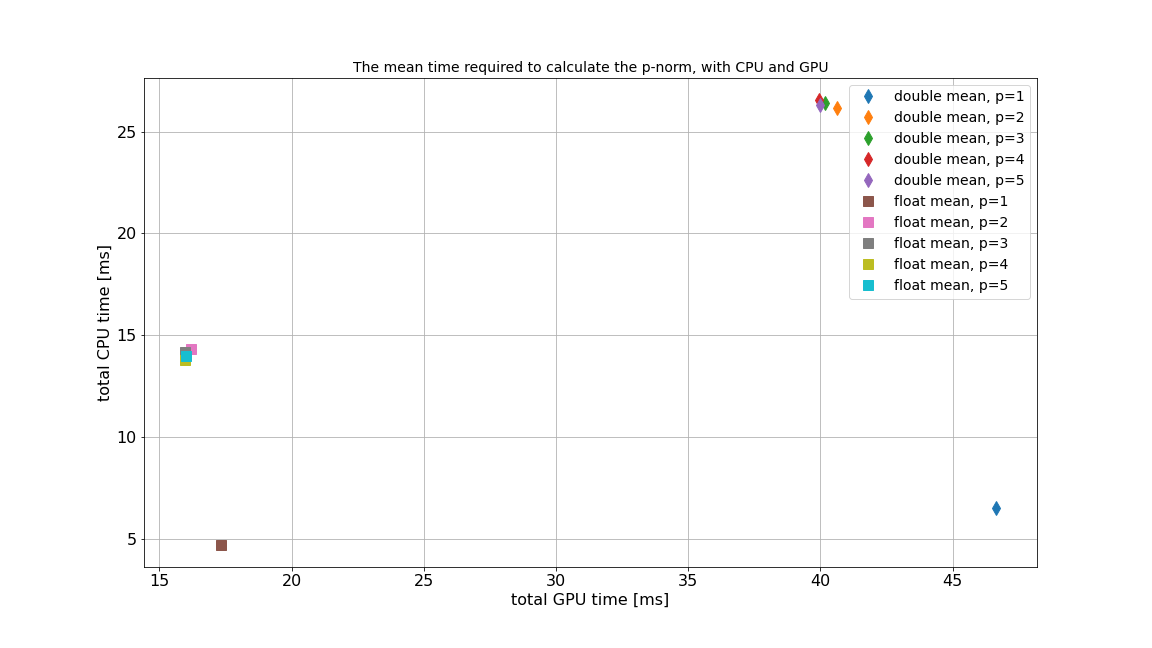 The mean time required to calculate the p-norm, with CPU and GPU
total CPU time [ms]
25
20
15
10
5
double mean, p=1
double mean, p=2
double mean, p=3
double mean, p=4
double mean, p=5
float mean, p=1
float mean, p=2
float mean, p=3
float mean, p=4
float mean, p=5
15 20 25 30 35 40 45
total GPU time [ms]